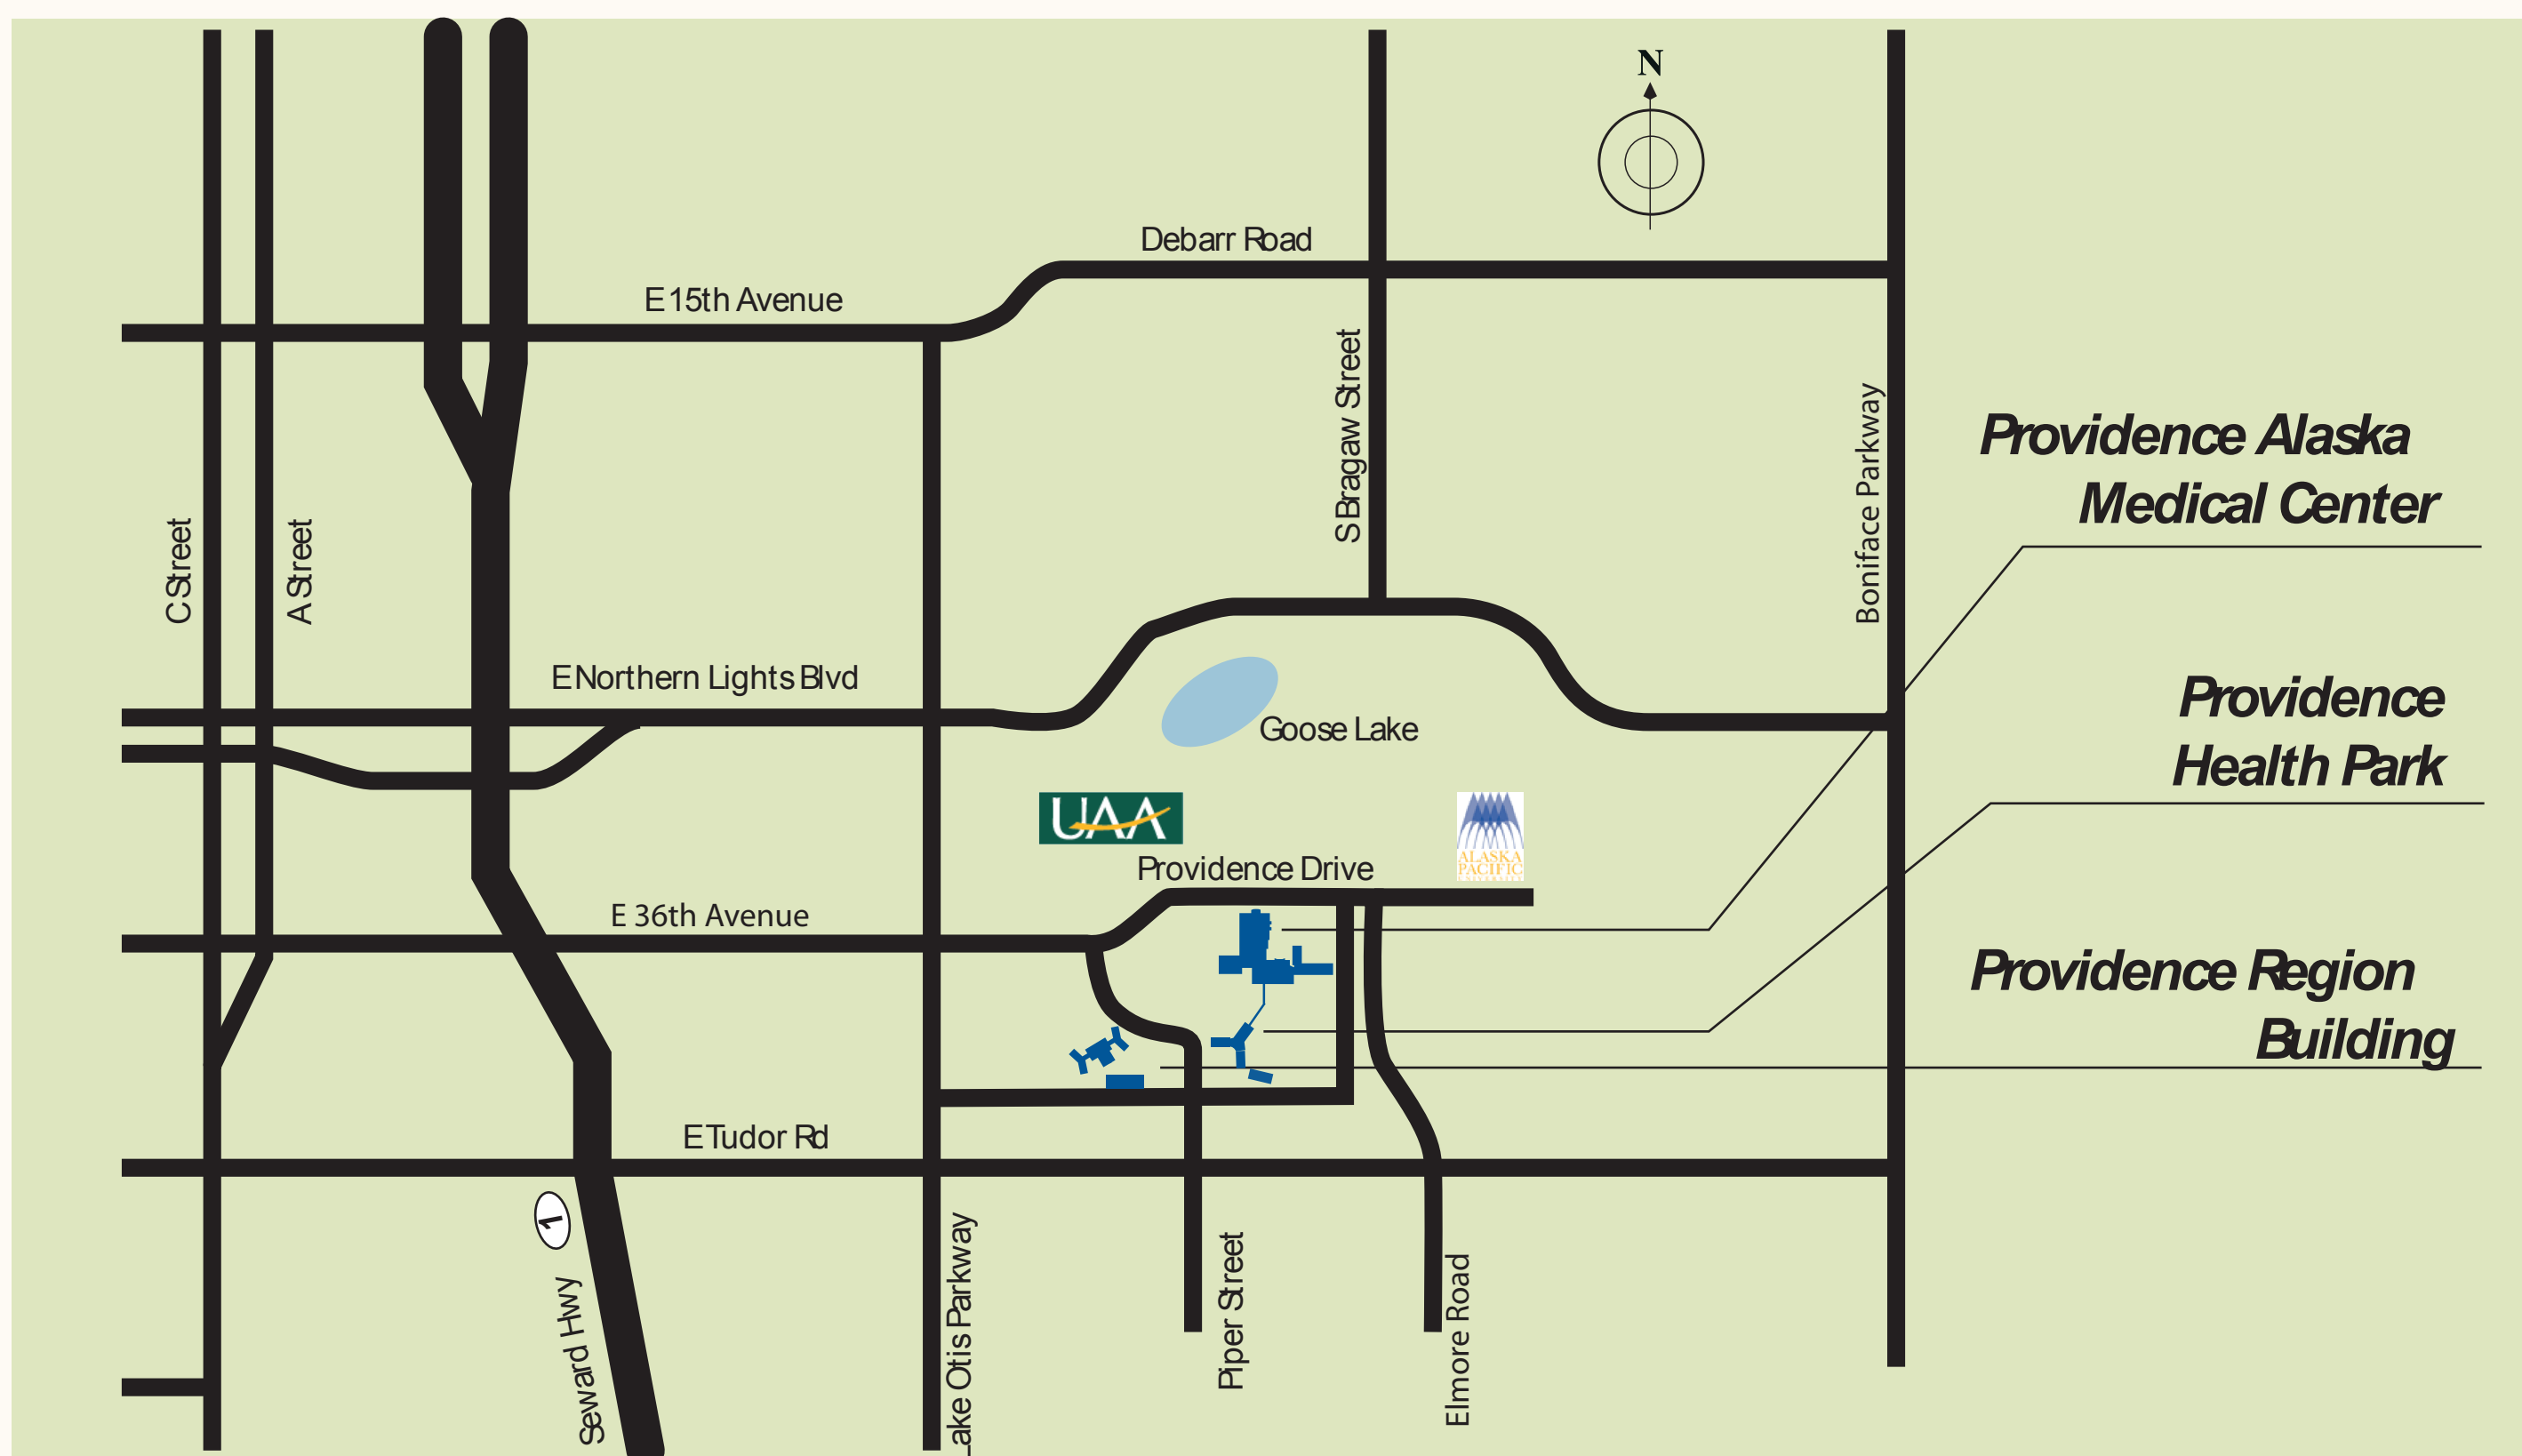 N
Debarr Road
E 15th Avenue
S Bragaw Street
Boniface Parkway
Providence Alaska
Medical Center
C Street
A Street
E Northern Lights Blvd
Goose Lake
Providence
Health Park
UAA
ALASKA
PACIFIC
Providence Drive
E 36th Avenue
Providence Region
Building
E Tudor Rd
1
Seward Hwy
Lake Otis Parkway
Piper Street
Elmore Road